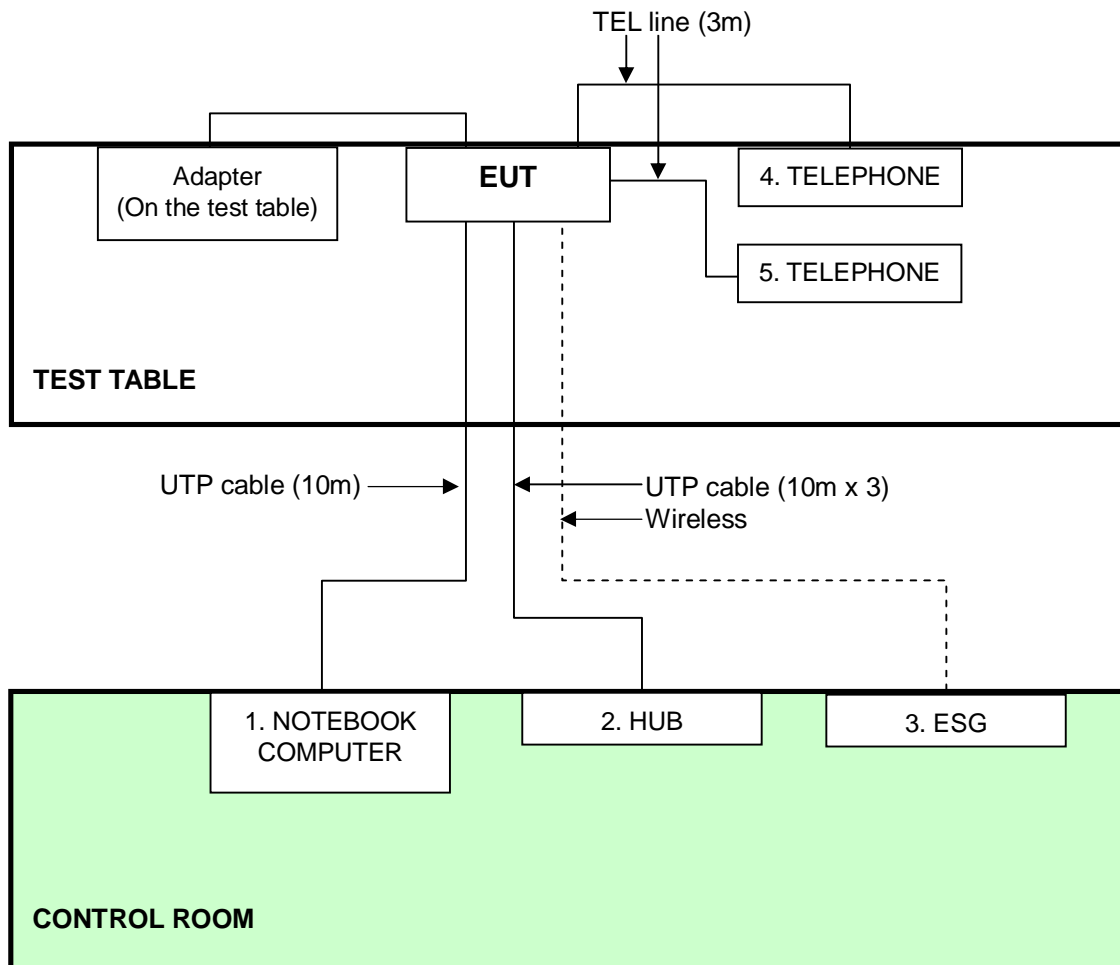 TEL line (3m)
Adapter
(On the test table)
EUT
4. TELEPHONE
5. TELEPHONE
TEST TABLE
UTP cable (10m)
UTP cable (10m x 3)
Wireless
1. NOTEBOOK
COMPUTER
2. HUB
3. ESG
CONTROL ROOM